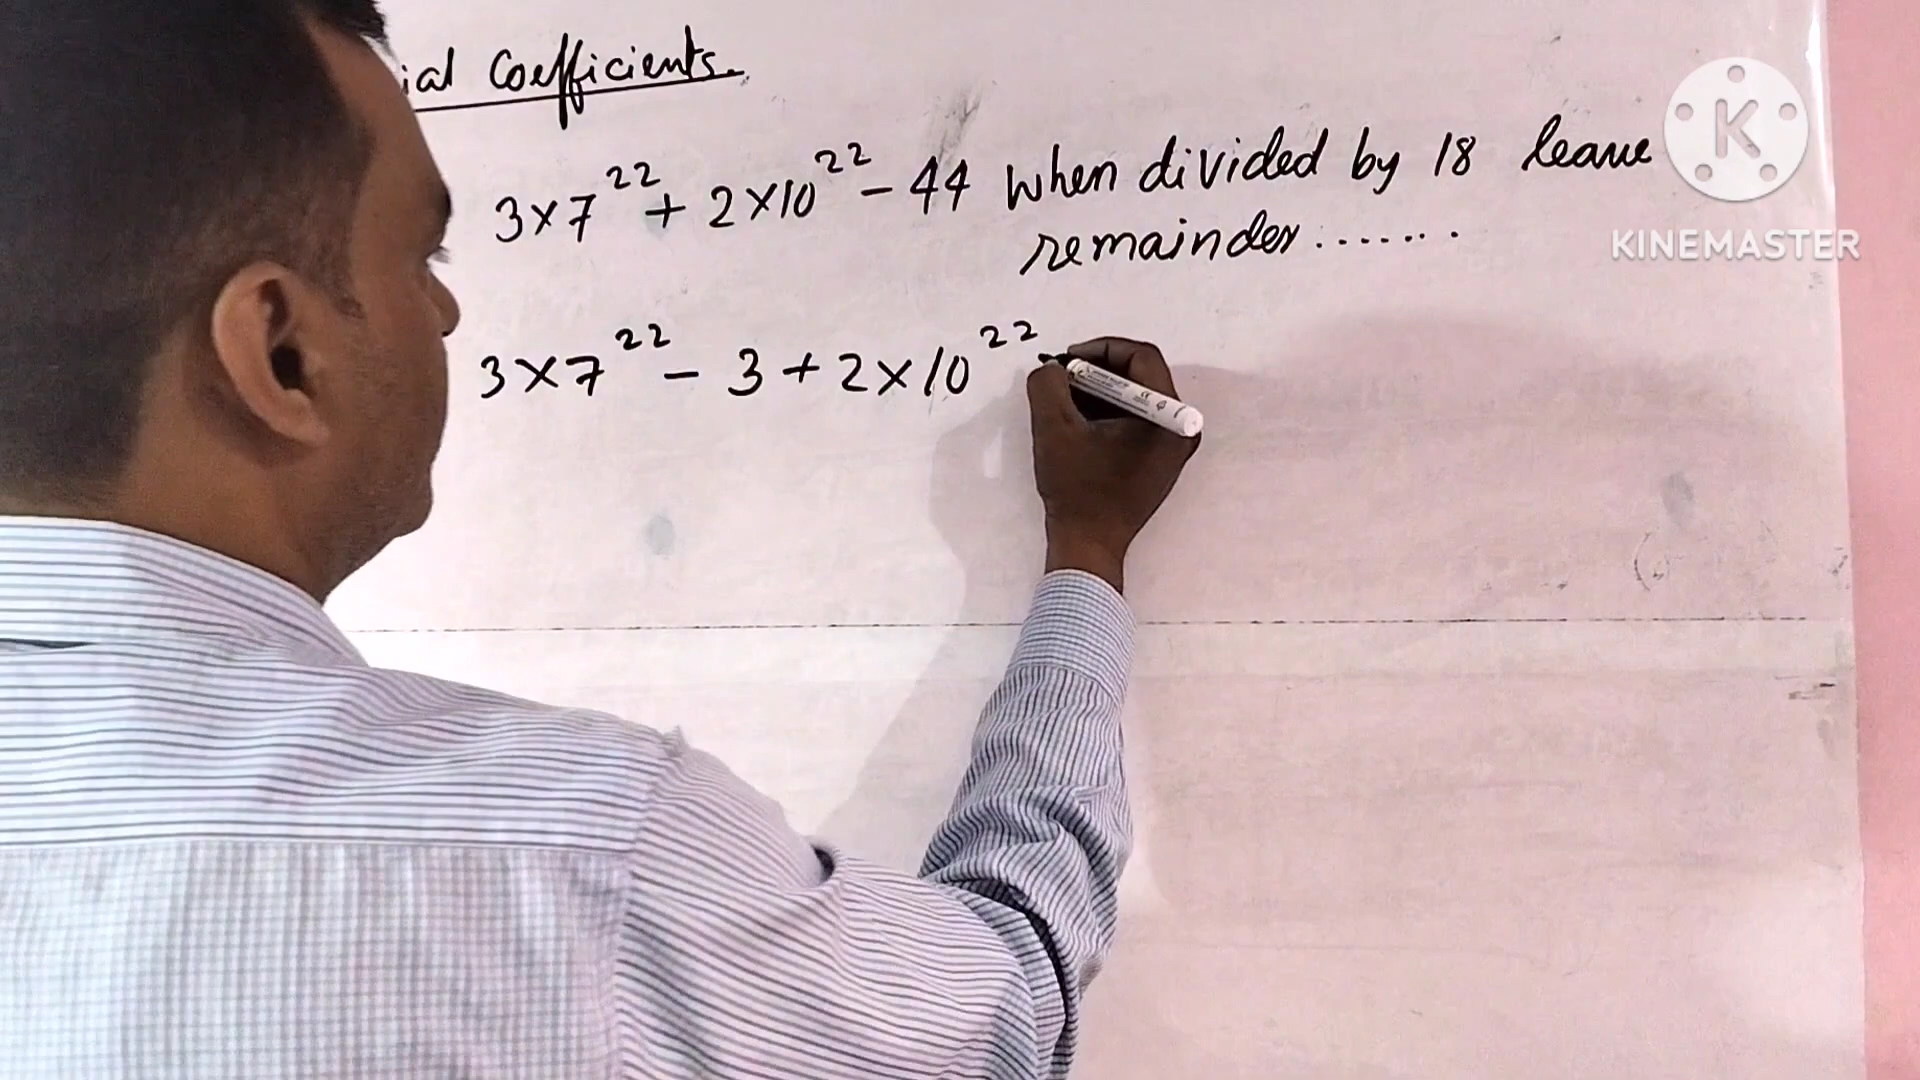 ial Coefficients.
3×7²²+2×10²²-44 when divided by 18 leave
remainder.......
KINEMASTER
3×7²²-3+2×10²²